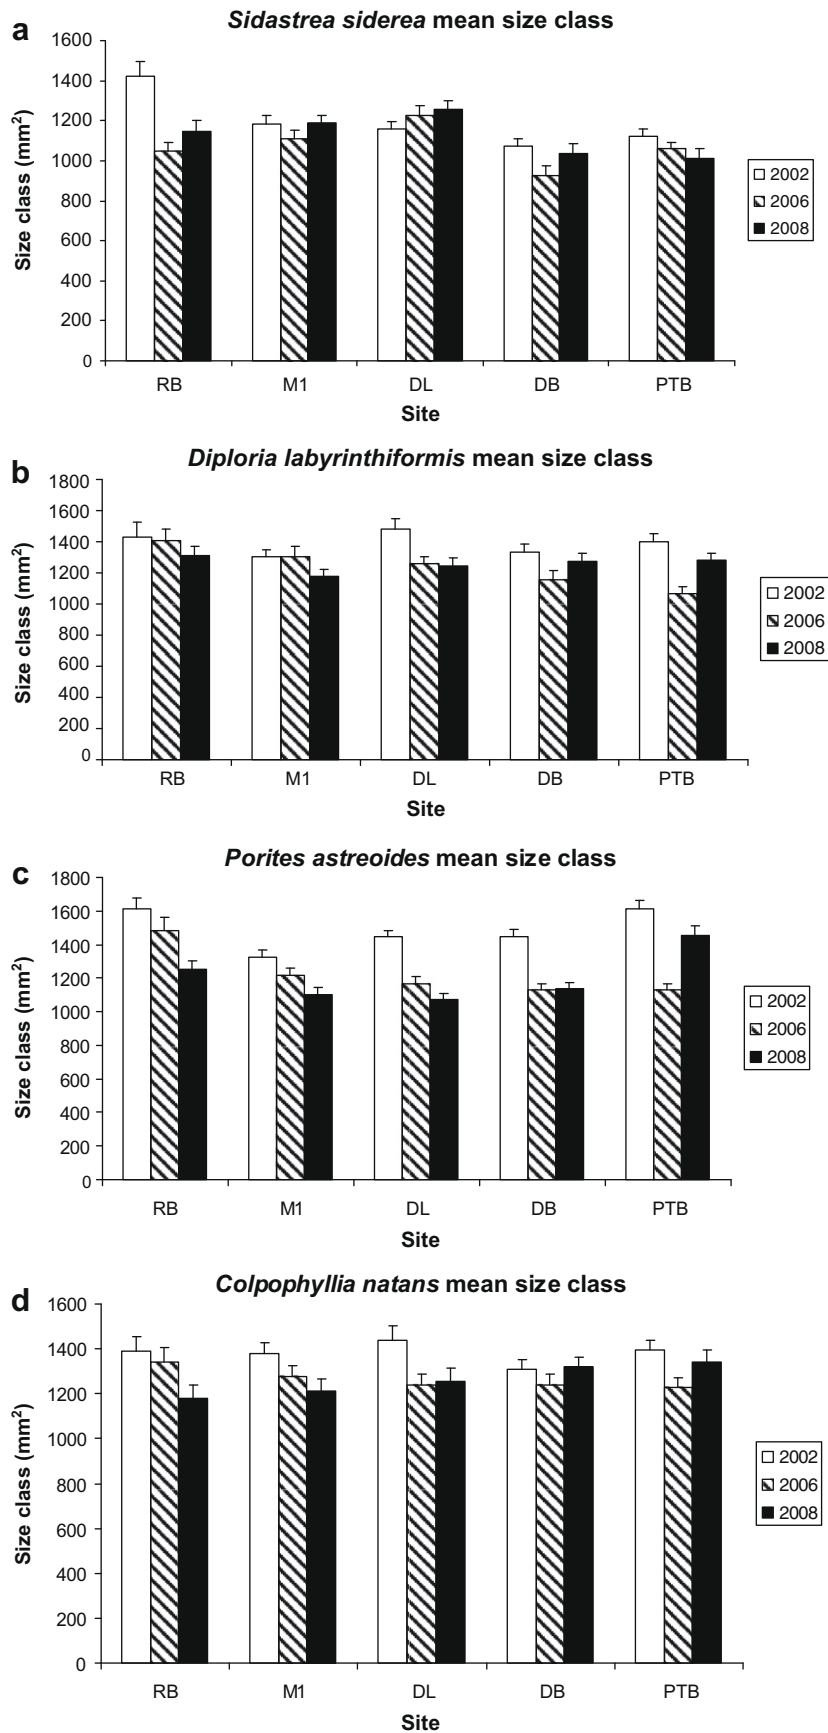 a
Sidastrea siderea mean size class
1600
1400
1200
1000
800
600
400
200
0
Size class (mm²)
RB M1 DL DB PTB
Site
2002
2006
2008
b
Diploria labyrinthiformis mean size class
1800
1600
1400
1200
1000
800
600
400
200
0
Size class (mm²)
RB M1 DL DB PTB
Site
2002
2006
2008
c
Porites astreoides mean size class
1800
1600
1400
1200
1000
800
600
400
200
0
Size class (mm²)
RB M1 DL DB PTB
Site
2002
2006
2008
d
Colpophyllia natans mean size class
1600
1400
1200
1000
800
600
400
200
0
Size class (mm²)
RB M1 DL DB PTB
Site
2002
2006
2008